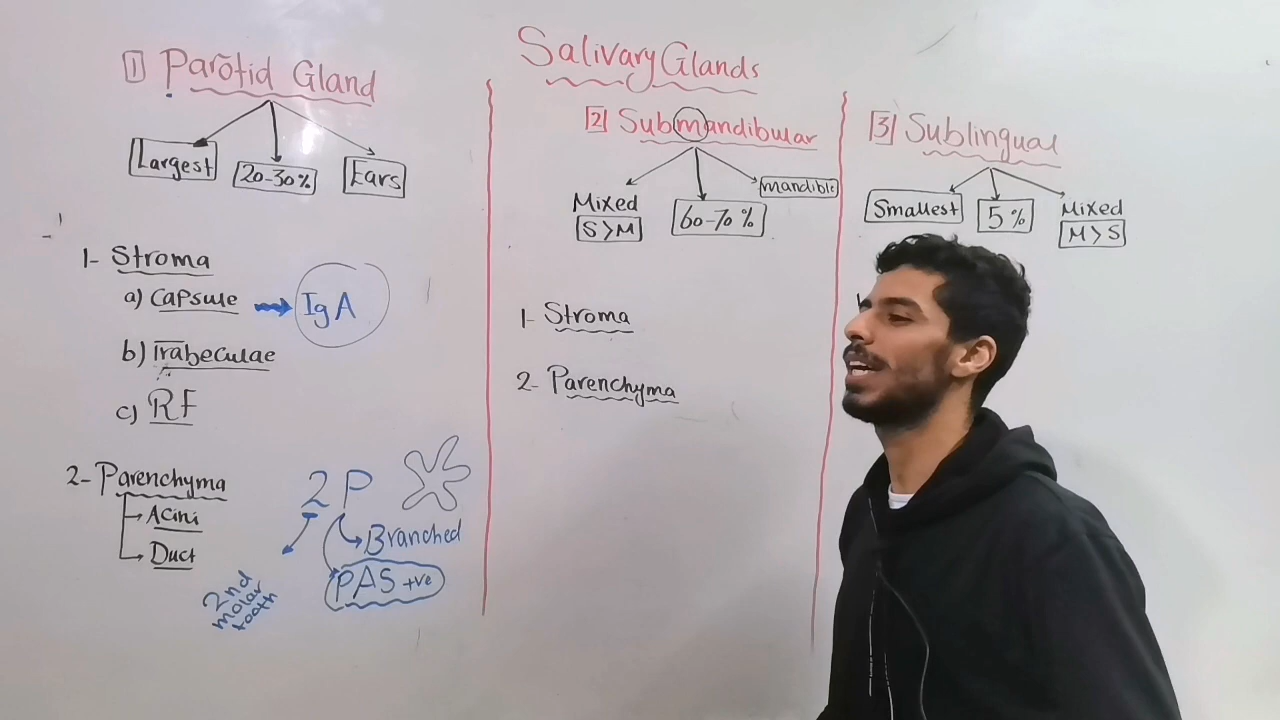 Salivary Glands
1 Parotid Gland
Largest
20-30%
Ears
1- Stroma
a) Capsule → IgA
b) Trabeculae
c) RF
2- Parenchyma
Acini
Duct
2P
Branched
PAS +ve
2nd
molar
tooth
2 Submandibular
Mixed
S>M
60-70%
mandible
1- Stroma
2- Parenchyma
3 Sublingual
Smallest
5%
Mixed
M>S